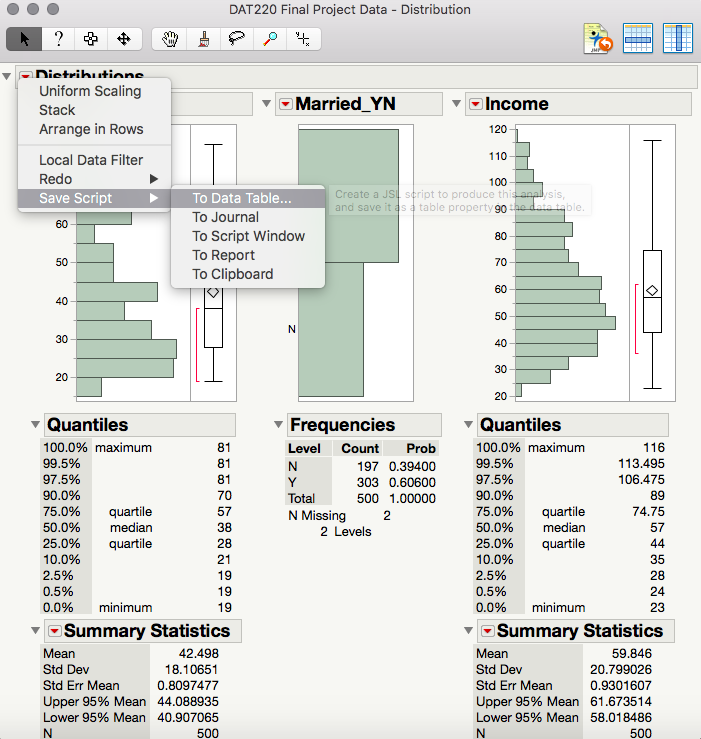 DAT220 Final Project Data - Distribution
Distributions
Uniform Scaling
Stack
Arrange in Rows
Local Data Filter
Redo
Save Script
To Data Table...
To Journal
To Script Window
To Report
To Clipboard
Create a JSL script to produce this analysis,
and save it as a table property in the data table.
60
50
40
30
20
Quantiles
100.0% maximum 81
99.5% 81
97.5% 81
90.0% 70
75.0% quartile 57
50.0% median 38
25.0% quartile 28
10.0% 21
2.5% 19
0.5% 19
0.0% minimum 19
Summary Statistics
Mean 42.498
Std Dev 18.10651
Std Err Mean 0.8097477
Upper 95% Mean 44.088935
Lower 95% Mean 40.907065
N 500
Married_YN
N
Frequencies
Level Count Prob
N 197 0.39400
Y 303 0.60600
Total 500 1.00000
N Missing 2
2 Levels
Income
120
110
100
90
80
70
60
50
40
30
20
Quantiles
100.0% maximum 116
99.5% 113.495
97.5% 106.475
90.0% 89
75.0% quartile 74.75
50.0% median 57
25.0% quartile 44
10.0% 35
2.5% 28
0.5% 24
0.0% minimum 23
Summary Statistics
Mean 59.846
Std Dev 20.799026
Std Err Mean 0.9301607
Upper 95% Mean 61.673514
Lower 95% Mean 58.018486
N 500